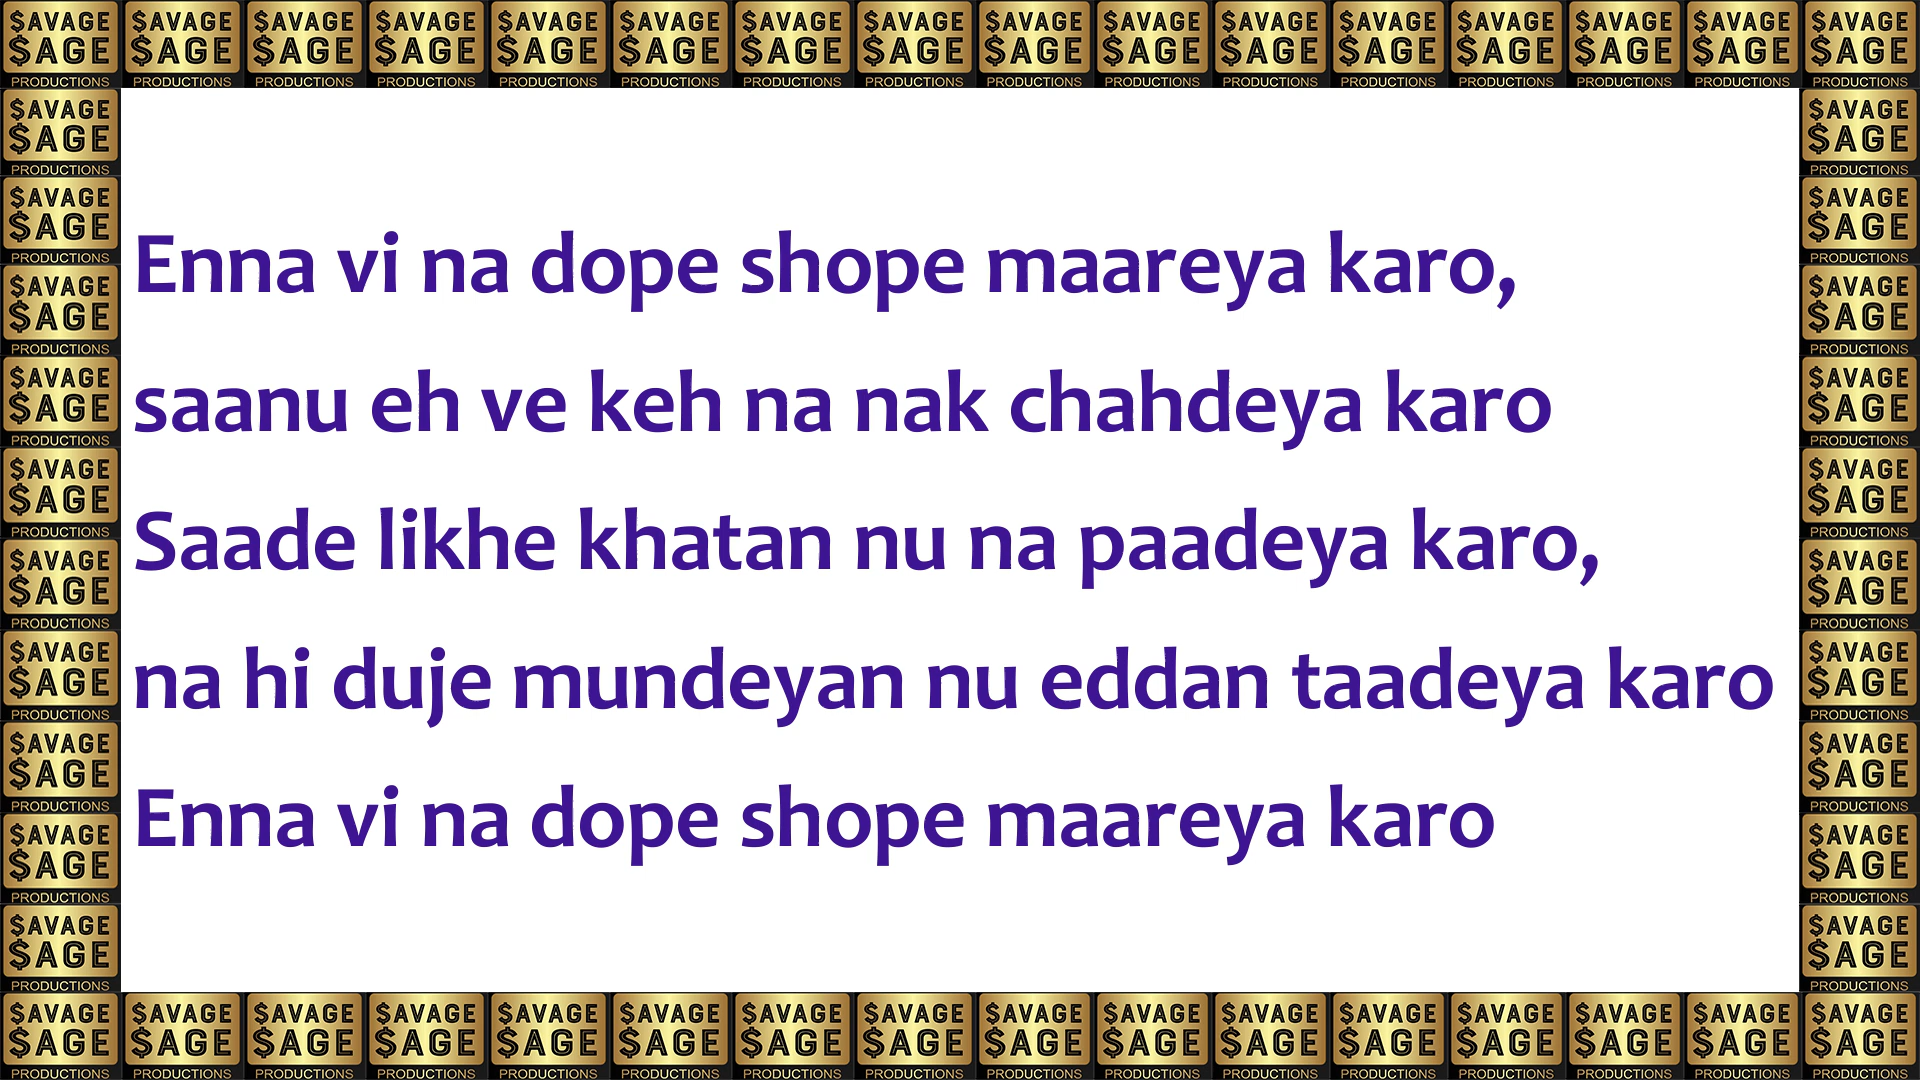 $AVAGE $AGE PRODUCTIONS
Enna vi na dope shope maareya karo,
saanu eh ve keh na nak chahdeya karo
Saade likhe khatan nu na paadeya karo,
na hi duje mundeyan nu eddan taadeya karo
Enna vi na dope shope maareya karo